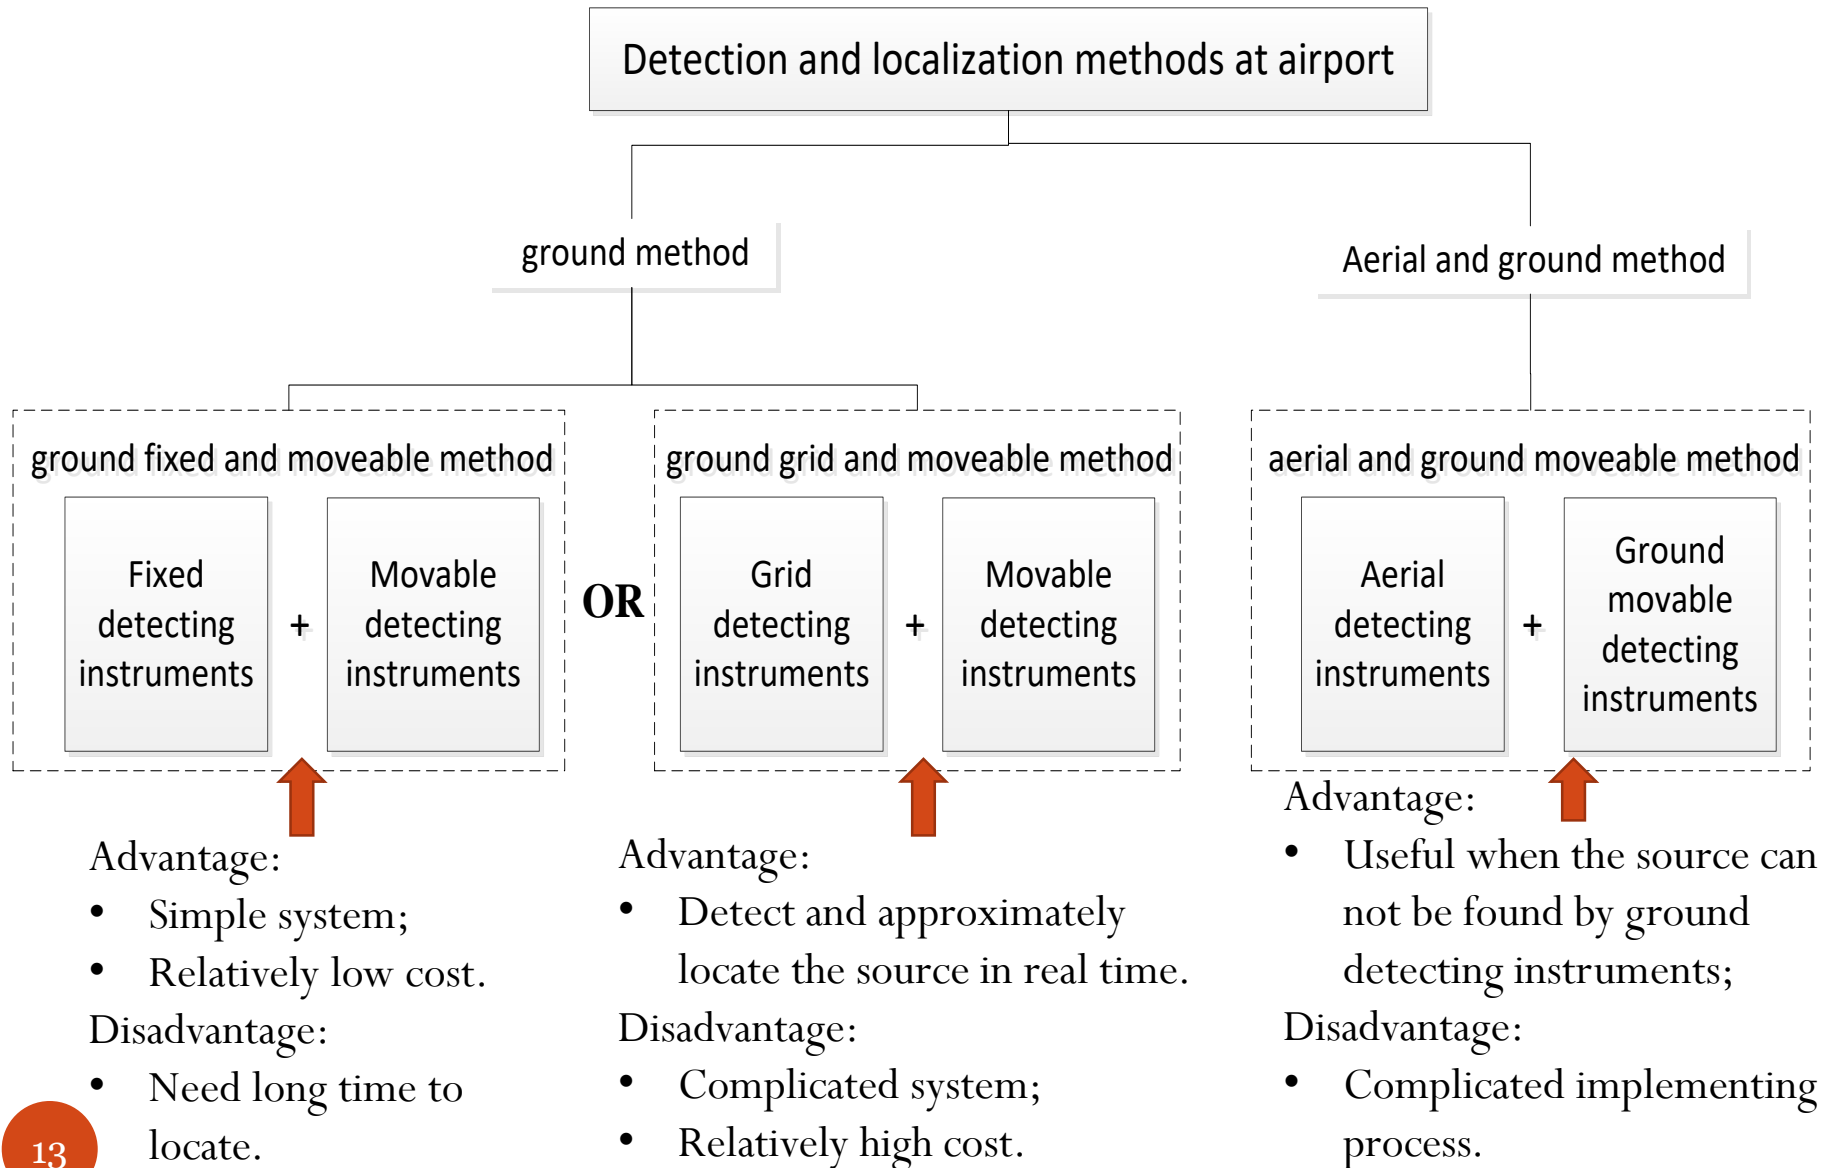 Detection and localization methods at airport
ground method
Aerial and ground method
ground fixed and moveable method
Fixed
detecting
instruments
+
Movable
detecting
instruments
OR
ground grid and moveable method
Grid
detecting
instruments
+
Movable
detecting
instruments
aerial and ground moveable method
Aerial
detecting
instruments
+
Ground
movable
detecting
instruments
Advantage:
• Simple system;
• Relatively low cost.
Disadvantage:
• Need long time to
locate.
Advantage:
• Detect and approximately
locate the source in real time.
Disadvantage:
• Complicated system;
• Relatively high cost.
Advantage:
• Useful when the source can
not be found by ground
detecting instruments;
Disadvantage:
• Complicated implementing
process.
13